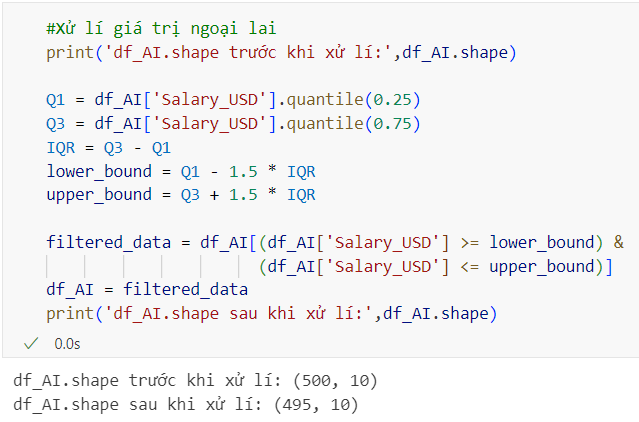 #Xử lí giá trị ngoại lai
print('df_AI.shape trước khi xử lí:',df_AI.shape)
Q1 = df_AI['Salary_USD'].quantile(0.25)
Q3 = df_AI['Salary_USD'].quantile(0.75)
IQR = Q3 - Q1
lower_bound = Q1 - 1.5 * IQR
upper_bound = Q3 + 1.5 * IQR
filtered_data = df_AI[(df_AI['Salary_USD'] >= lower_bound) &
(df_AI['Salary_USD'] <= upper_bound)]
df_AI = filtered_data
print('df_AI.shape sau khi xử lí:',df_AI.shape)
0.0s
df_AI.shape trước khi xử lí: (500, 10)
df_AI.shape sau khi xử lí: (495, 10)